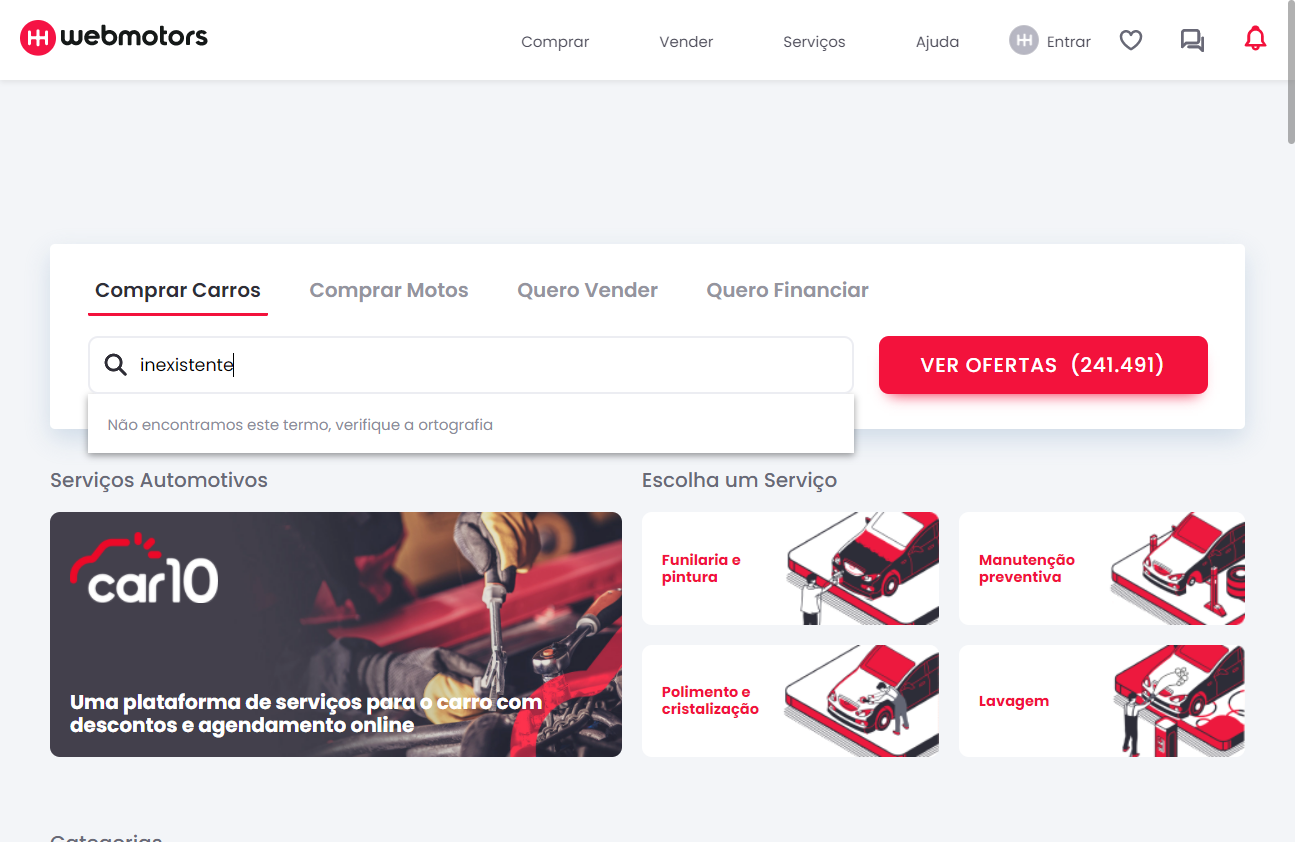 webmotors
Comprar
Vender
Serviços
Ajuda
Entrar
Comprar Carros
Comprar Motos
Quero Vender
Quero Financiar
inexistente
VER OFERTAS (241.491)
Não encontramos este termo, verifique a ortografia
Serviços Automotivos
Escolha um Serviço
car10
Uma plataforma de serviços para o carro com
descontos e agendamento online
Funilaria e
pintura
Manutenção
preventiva
Polimento e
cristalização
Lavagem
Categorias